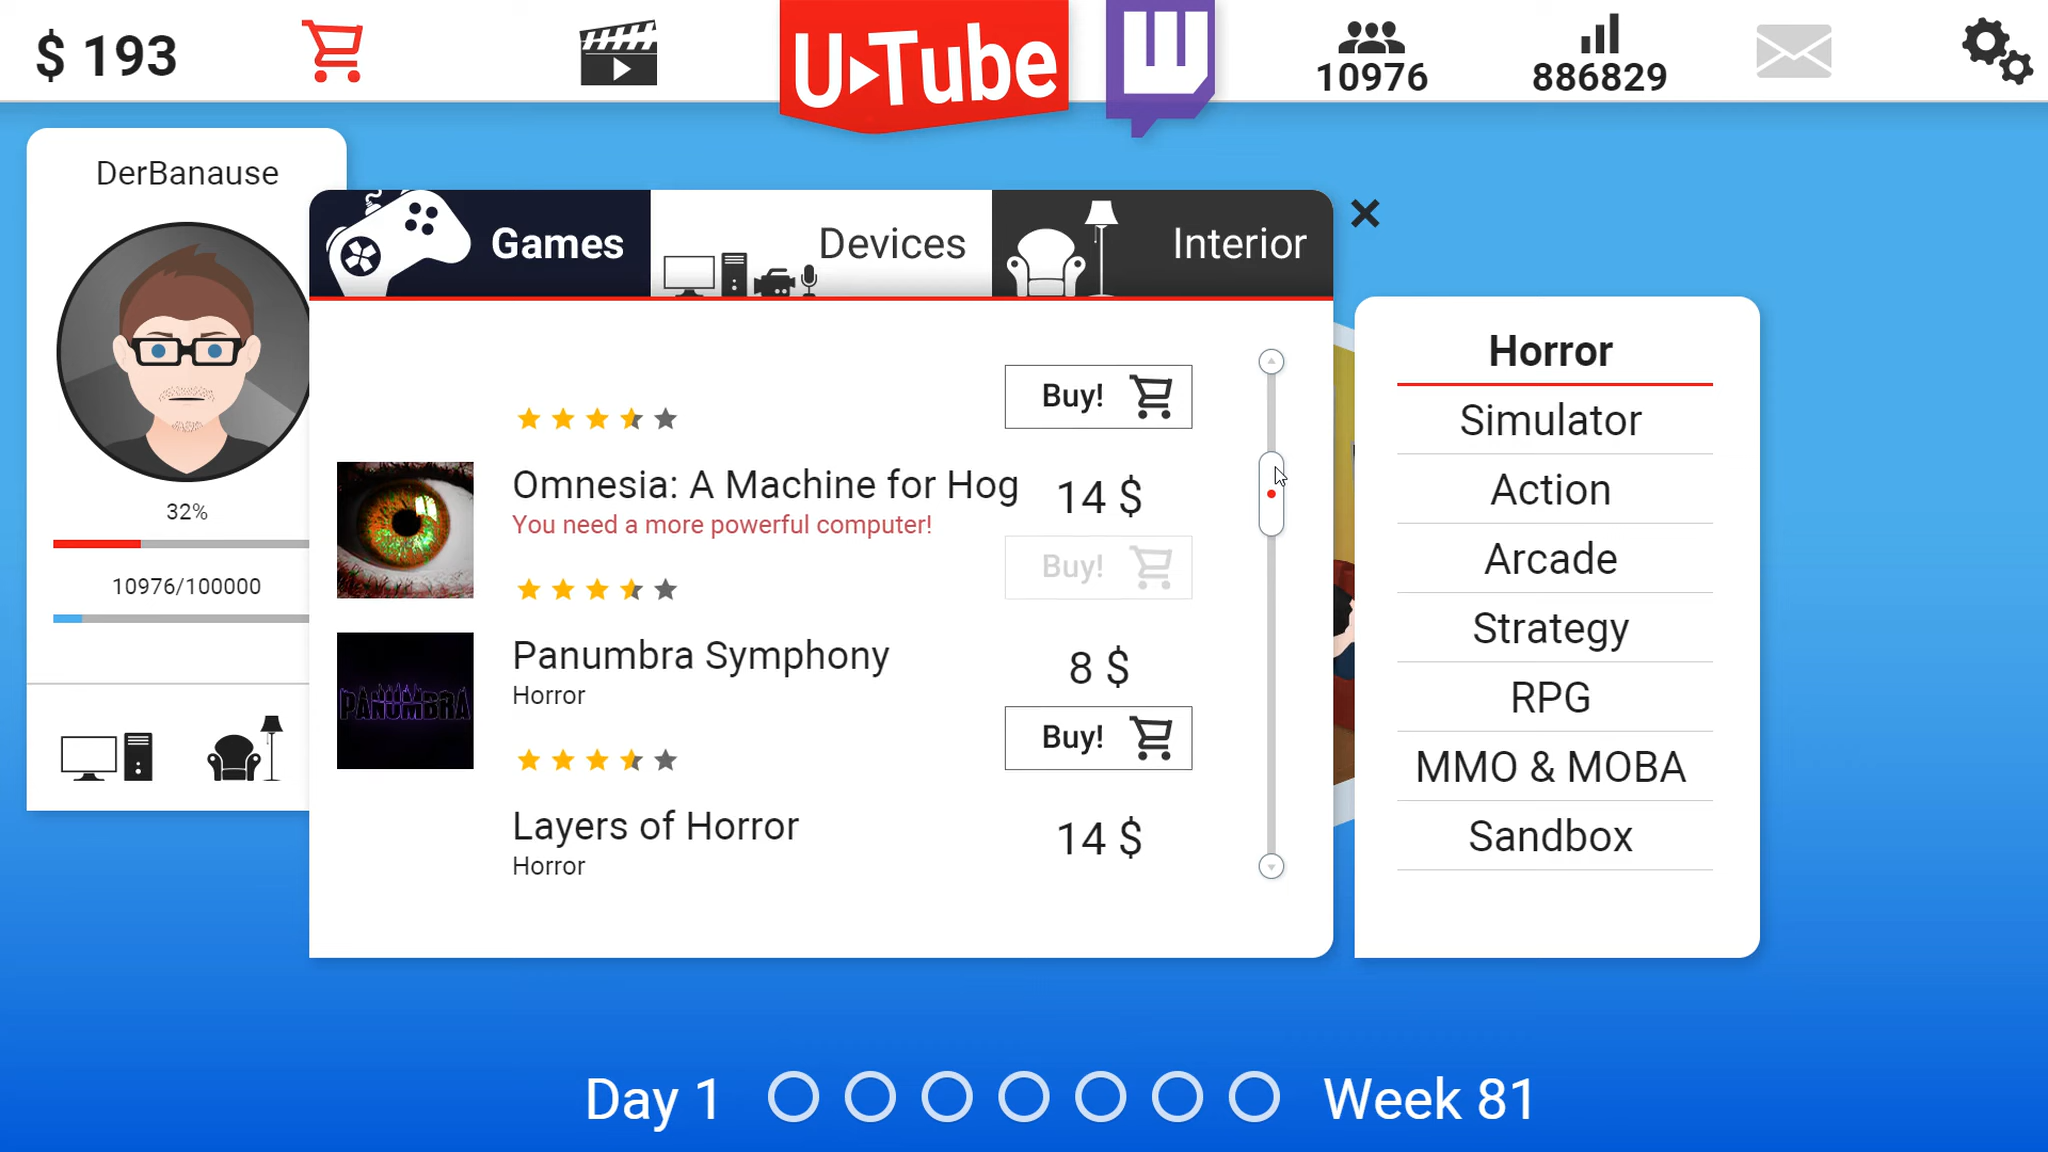 $ 193
U Tube
10976
886829
DerBanause
32%
10976/100000
Games
Devices
Interior
Buy!
Omnesia: A Machine for Hog
14 $
You need a more powerful computer!
Buy!
PANUMBRA
Panumbra Symphony
8 $
Horror
Buy!
Layers of Horror
14 $
Horror
Horror
Simulator
Action
Arcade
Strategy
RPG
MMO & MOBA
Sandbox
Day 1
Week 81